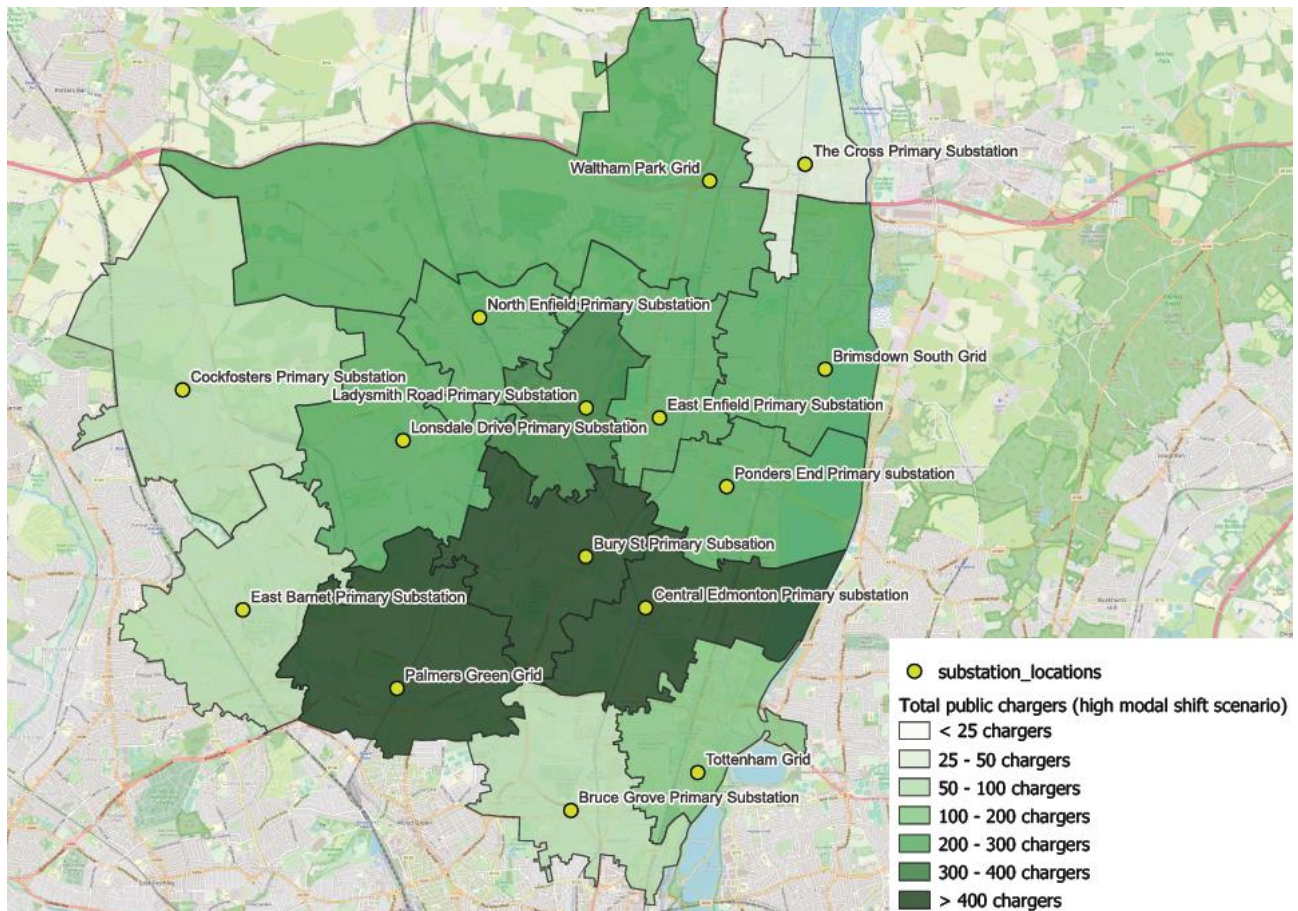 The Cross Primary Substation
Waltham Park Grid
North Enfield Primary Substation
Brimsdown South Grid
Cockfosters Primary Substation
Ladysmith Road Primary Substation
East Enfield Primary Substation
Lonsdale Drive Primary Substation
Ponders End Primary substation
Bury St Primary Subsation
East Barnet Primary Substation
Central Edmonton Primary substation
Palmers Green Grid
Tottenham Grid
Bruce Grove Primary Substation
substation_locations
Total public chargers (high modal shift scenario)
< 25 chargers
25 - 50 chargers
50 - 100 chargers
100 - 200 chargers
200 - 300 chargers
300 - 400 chargers
> 400 chargers